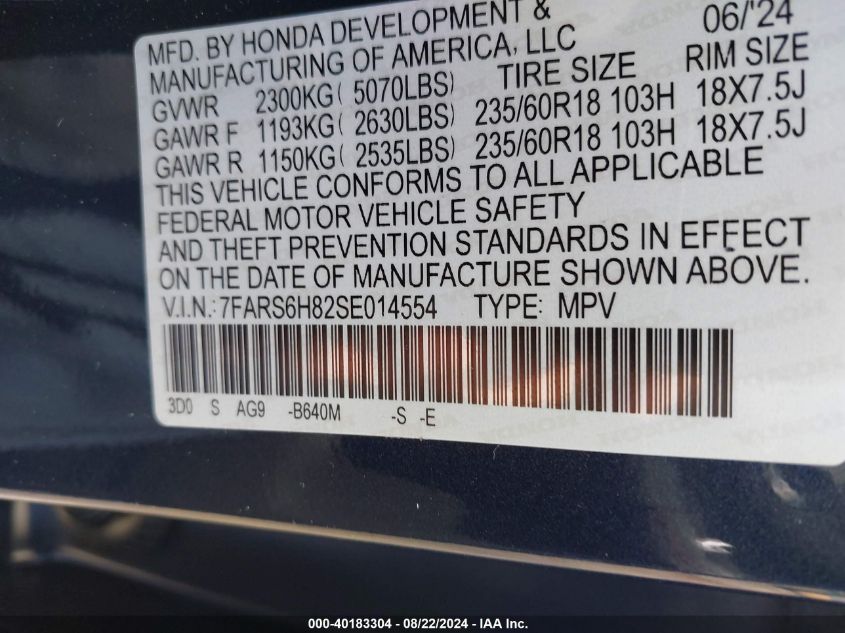 MFD. BY HONDA DEVELOPMENT & 06/'24
MANUFACTURING OF AMERICA, LLC
TIRE SIZE RIM SIZE
GVWR 2300KG( 5070LBS)
GAWR F 1193KG( 2630LBS) 235/60R18 103H 18X7.5J
GAWR R 1150KG( 2535LBS) 235/60R18 103H 18X7.5J
THIS VEHICLE CONFORMS TO ALL APPLICABLE
FEDERAL MOTOR VEHICLE SAFETY
AND THEFT PREVENTION STANDARDS IN EFFECT
ON THE DATE OF MANUFACTURE SHOWN ABOVE.
V.I.N.: 7FARS6H82SE014554 TYPE: MPV
3D0 S AG9 -B640M -S -E
000-40183304 - 08/22/2024 - IAA Inc.